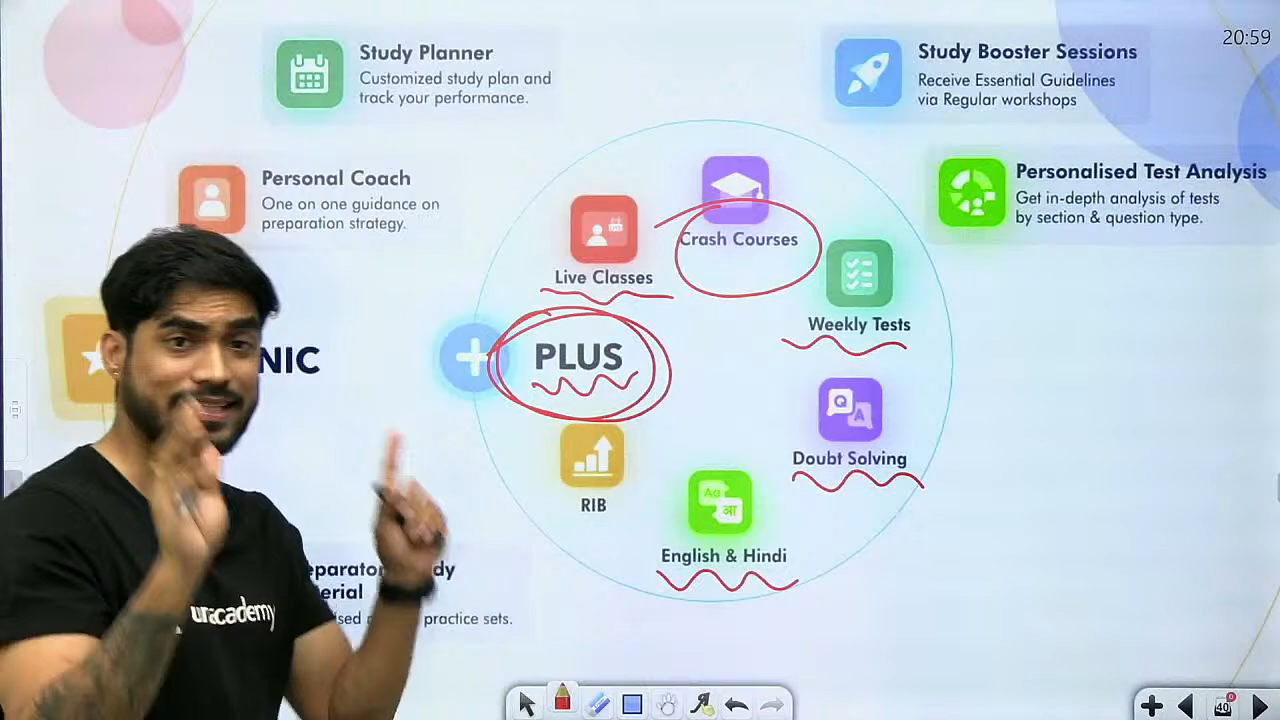 20:59
Study Planner
Customized study plan and
track your performance.
Study Booster Sessions
Receive Essential Guidelines
via Regular workshops
Personal Coach
One on one guidance on
preparation strategy.
Personalised Test Analysis
Get in-depth analysis of tests
by section & question type.
Crash Courses
Live Classes
Weekly Tests
NIC
PLUS
Q
A
Doubt Solving
RIB
Aa
आ
English & Hindi
practice sets.
unacademy
40